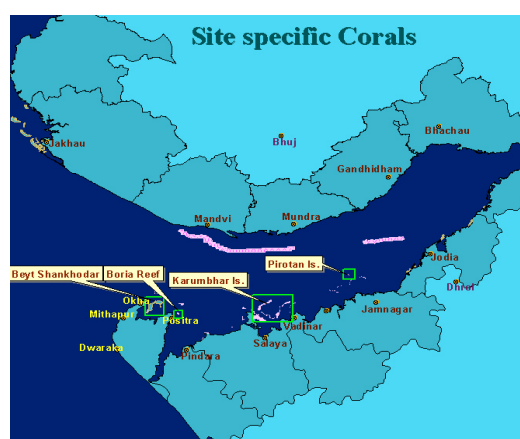 Site specific Corals
Bhachau
Jakhau
Bhuj
Gandhidham
Mandvi
Mundra
Jodia
Pirotan Is.
Beyt Shankhodar
Boria Reef
Karumbhar Is.
Dhrol
Okha
Mithapur
Positra
Jamnagar
Vadinar
Salaya
Dwaraka
Pindara